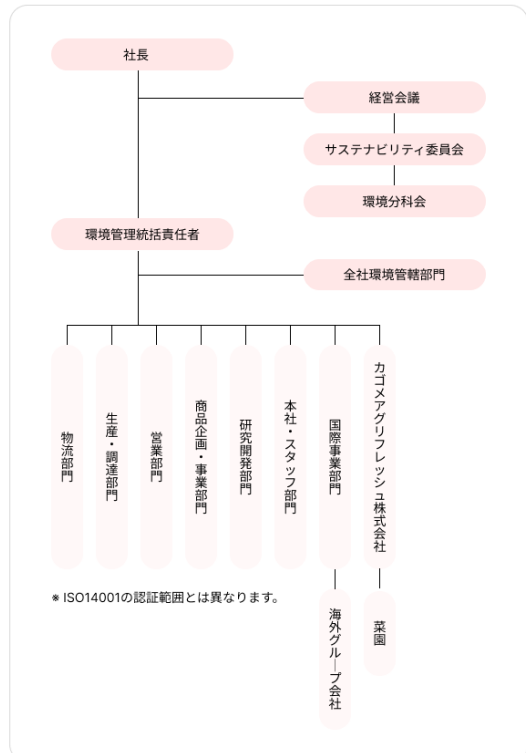 社長
経営会議
サステナビリティ委員会
環境分科会
環境管理統括責任者
全社環境管轄部門
物流部門
生産・調達部門
営業部門
商品企画・事業部門
研究開発部門
本社・スタッフ部門
国際事業部門
カゴメアグリフレッシュ株式会社
※ ISO14001の認証範囲とは異なります。
海外グループ会社
菜園